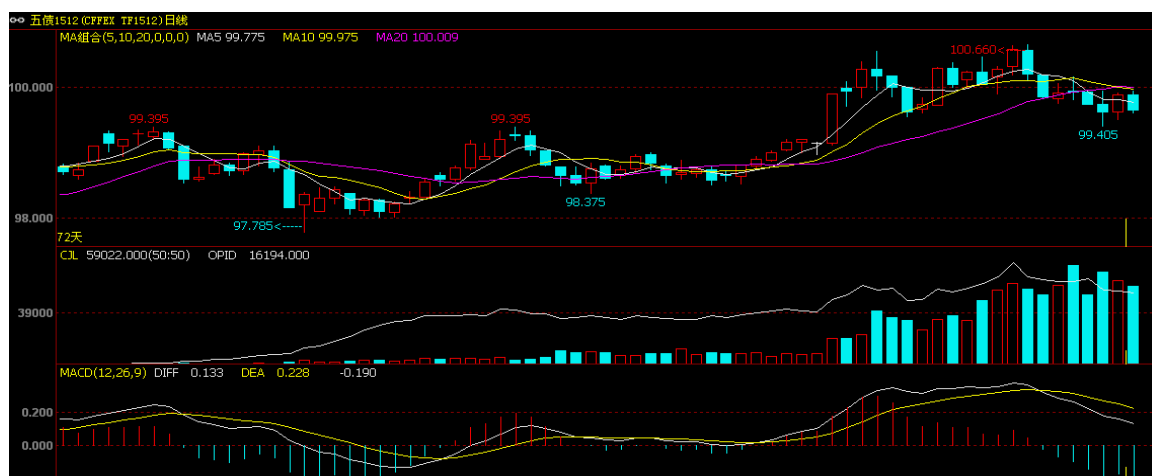 五债1512(CFFEX TF1512)日线
MA组合(5,10,20,0,0,0) MA5 99.775 MA10 99.975 MA20 100.009
100.660<
100.000
99.395
99.395
99.405
98.375
98.000
97.785<-----
72天
CJL 59022.000(50:50) OPID 16194.000
39000
MACD(12,26,9) DIFF 0.133 DEA 0.228 -0.190
0.200
0.000